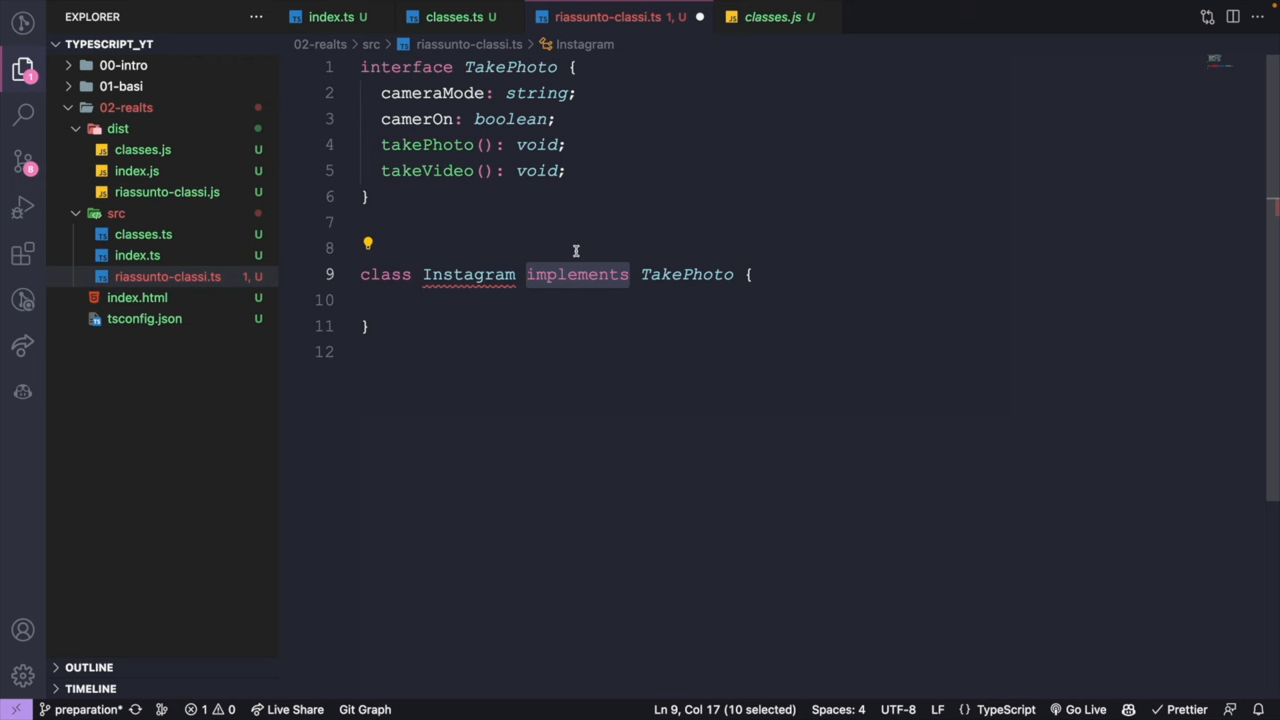 EXPLORER
index.ts U
classes.ts U
riassunto-classi.ts 1, U
classes.js U
TYPESCRIPT_YT
02-realts > src > riassunto-classi.ts > Instagram
00-intro
01-basi
02-realts
dist
classes.js U
index.js U
riassunto-classi.js U
src
classes.ts U
index.ts U
riassunto-classi.ts 1, U
index.html U
tsconfig.json U
1 interface TakePhoto {
2 cameraMode: string;
3 camerOn: boolean;
4 takePhoto(): void;
5 takeVideo(): void;
6 }
7
8
9 class Instagram implements TakePhoto {
10
11 }
12
1
8
OUTLINE
TIMELINE
preparation* 1 0 Live Share Git Graph Ln 9, Col 17 (10 selected) Spaces: 4 UTF-8 LF {} TypeScript Go Live Prettier